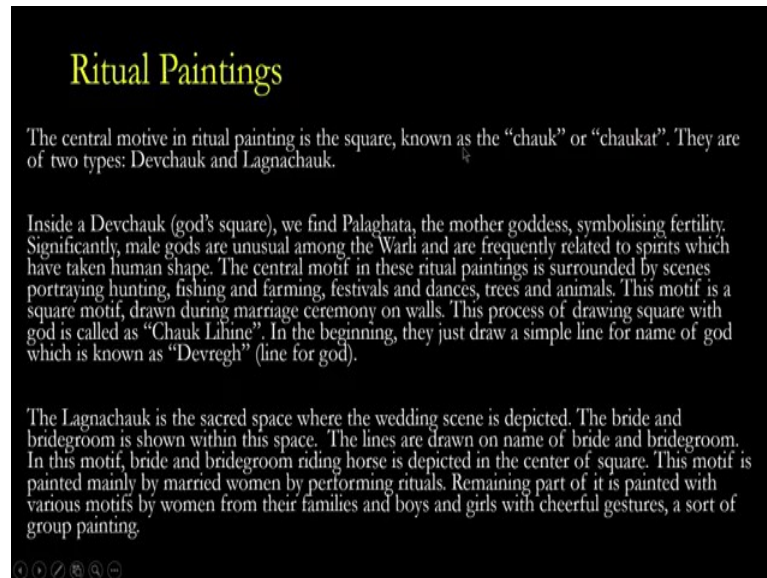 Ritual Paintings
The central motive in ritual painting is the square, known as the “chauk” or “chaukat”. They are
of two types: Devchauk and Lagnachauk.
Inside a Devchauk (god's square), we find Palaghata, the mother goddess, symbolising fertility.
Significantly, male gods are unusual among the Warli and are frequently related to spirits which
have taken human shape. The central motif in these ritual paintings is surrounded by scenes
portraying hunting, fishing and farming, festivals and dances, trees and animals. This motif is a
square motif, drawn during marriage ceremony on walls. This process of drawing square with
god is called as “Chauk Lihine”. In the beginning, they just draw a simple line for name of god
which is known as “Devregh” (line for god).
The Lagnachauk is the sacred space where the wedding scene is depicted. The bride and
bridegroom is shown within this space. The lines are drawn on name of bride and bridegroom.
In this motif, bride and bridegroom riding horse is depicted in the center of square. This motif is
painted mainly by married women by performing rituals. Remaining part of it is painted with
various motifs by women from their families and boys and girls with cheerful gestures, a sort of
group painting.